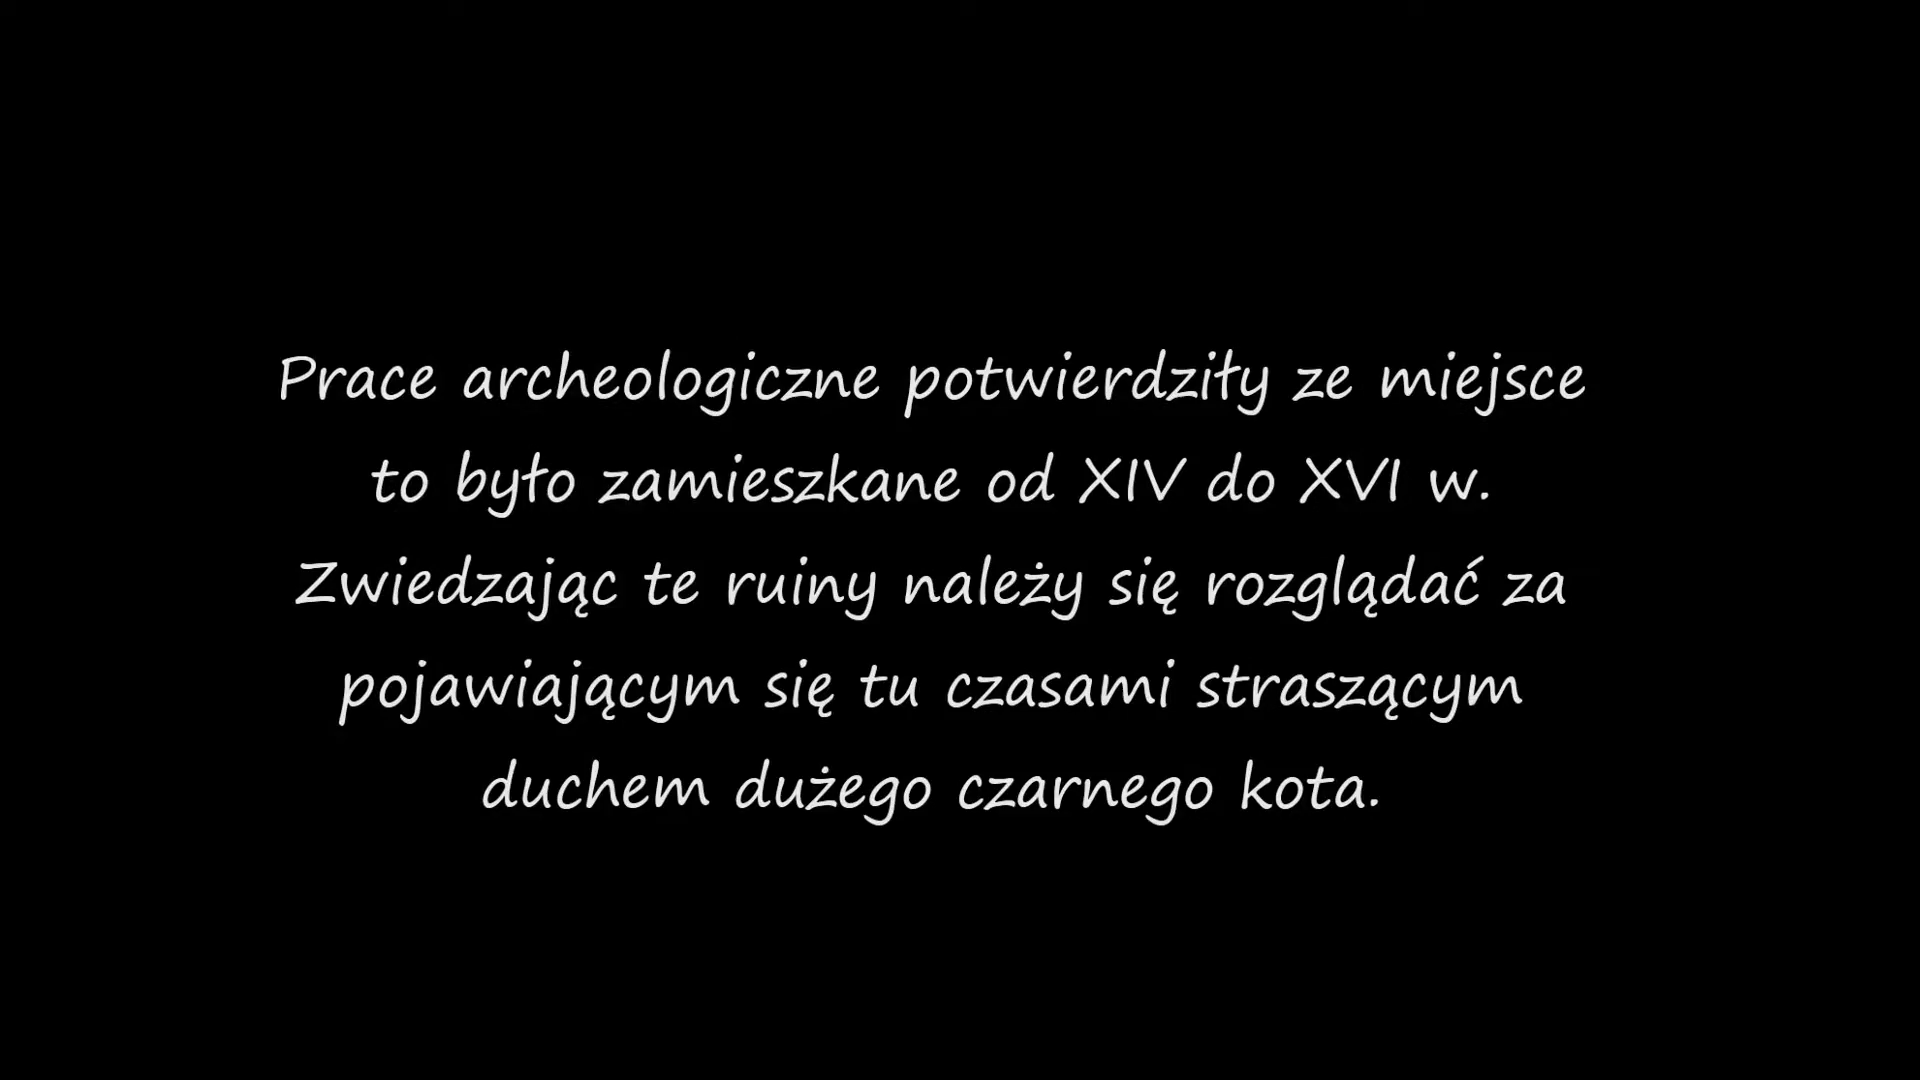 Prace archeologiczne potwierdziły ze miejsce
to było zamieszkane od XIV do XVI w.
Zwiedzając te ruiny należy się rozglądać za
pojawiającym się tu czasami straszącym
duchem dużego czarnego kota.